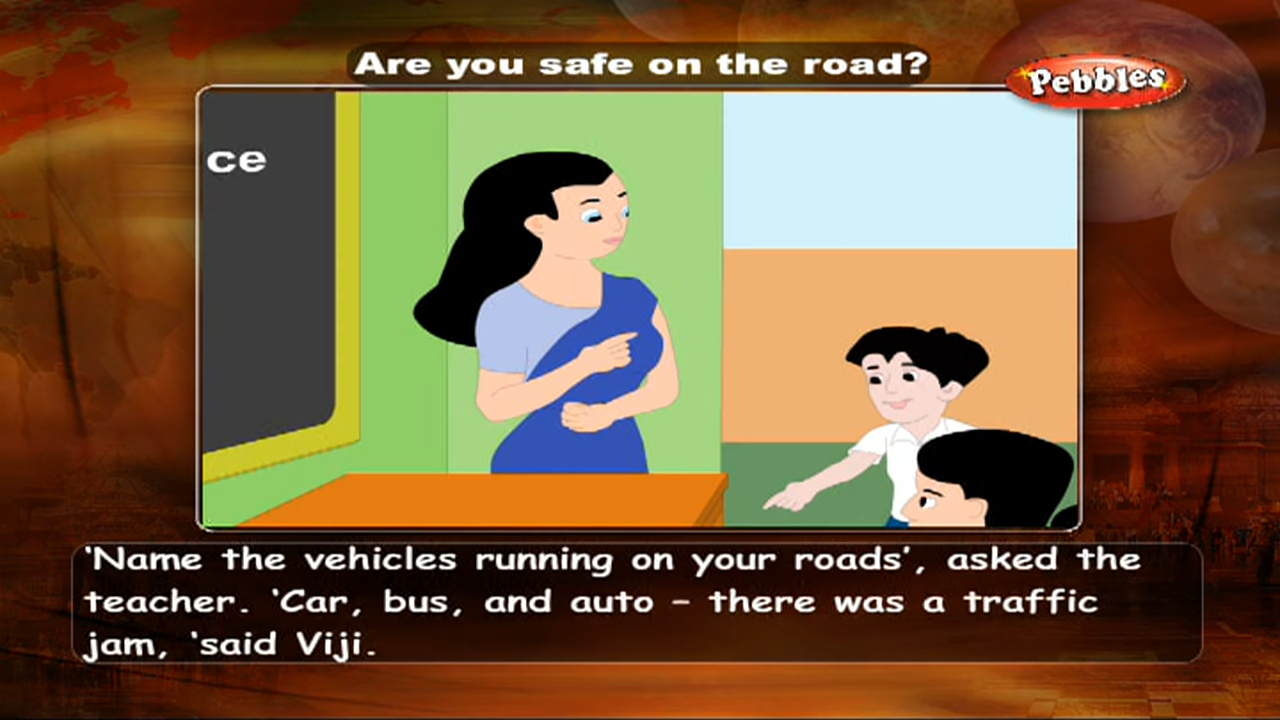 Are you safe on the road?
Pebbles
ce
‘Name the vehicles running on your roads’, asked the
teacher. ‘Car, bus, and auto – there was a traffic
jam, ‘said Viji.